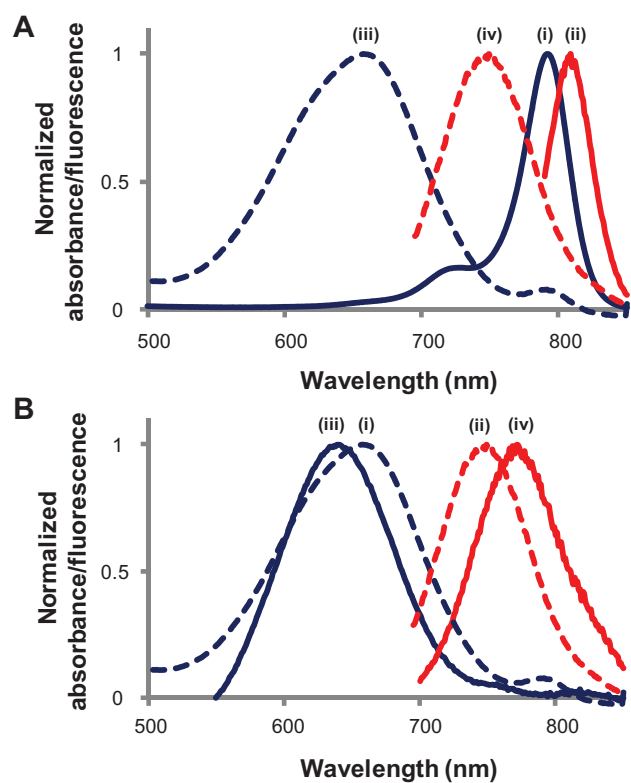 A
(iii) (iv) (i) (ii)
Normalized
absorbance/fluorescence
1
0.5
0
500 600 700 800
Wavelength (nm)
B
(iii) (i) (ii) (iv)
Normalized
absorbance/fluorescence
1
0.5
0
500 600 700 800
Wavelength (nm)